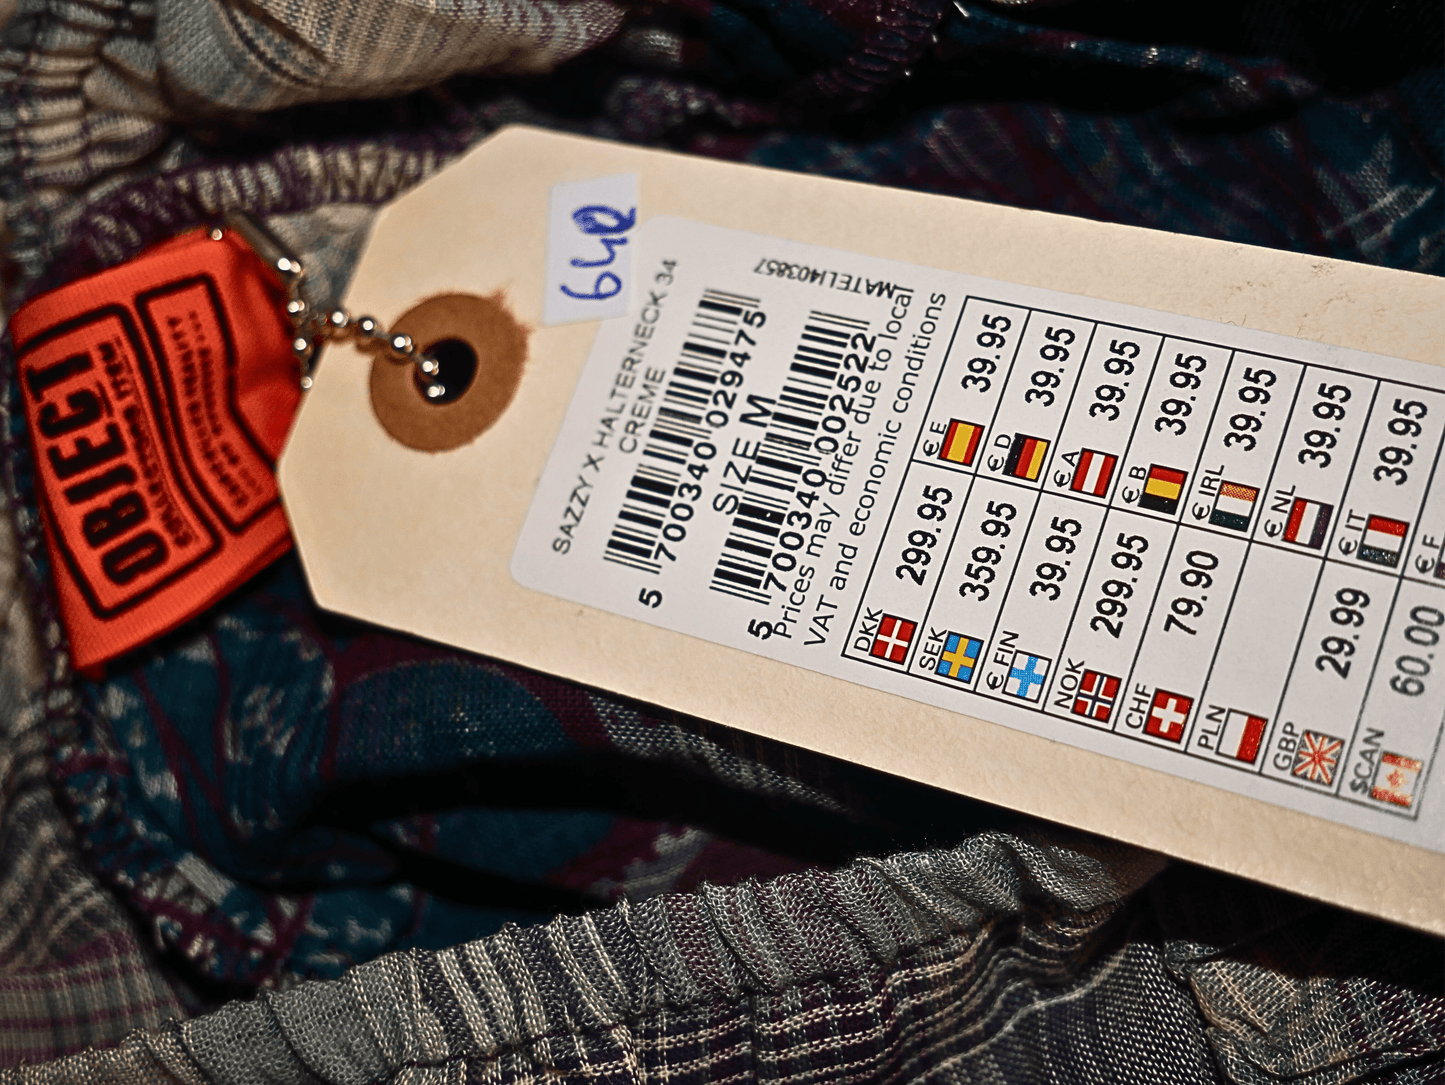 OBJECT
640
SAZZY X HALTERNECK 34
CREME
5 700340 029475
SIZE M
5 700340 002522
MATELI403857
Prices may differ due to local
VAT and economic conditions
DKK 299.95 € E 39.95
SEK 359.95 € D 39.95
€ FIN 39.95 € A 39.95
NOK 299.95 € B 39.95
CHF 79.90 € IRL 39.95
PLN € NL 39.95
GBP 29.99 € IT 39.95
$CAN 60.00 € F